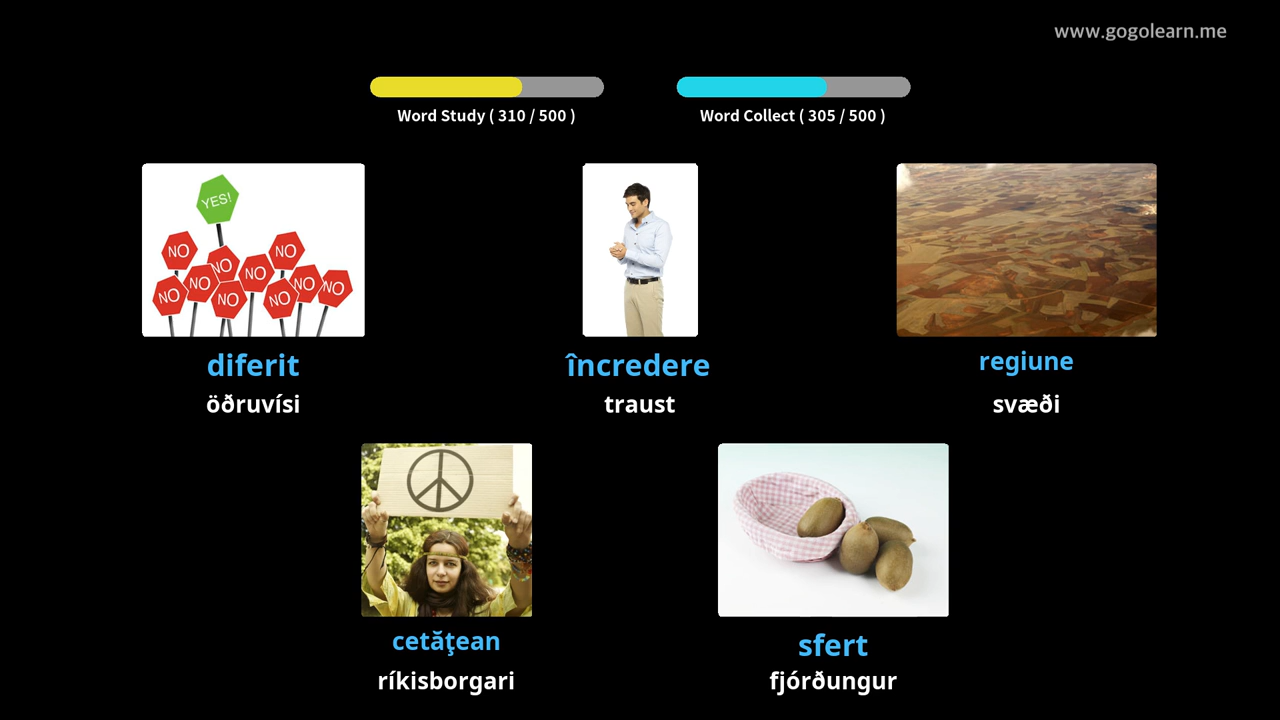 www.gogolearn.me
Word Study ( 310 / 500 )
Word Collect ( 305 / 500 )
YES!
NO
NO
NO
NO
NO
NO
NO
NO
NO
NO
diferit
öðruvísi
încredere
traust
regiune
svæði
cetăţean
ríkisborgari
sfert
fjórðungur